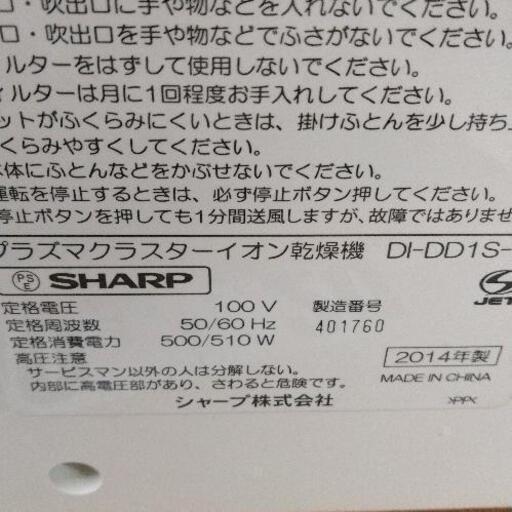 口・吹出口に手や物などを入れないでください。
口・吹出口を手や物などでふさがないでください。
ィルターをはずして使用しないでください。
フィルターは月に1回程度お手入れしてください。
ットがふくらみにくいときは、掛けふとんを少し持ち上
くらみやすくしてください。
本体にふとんなどをかぶせないでください。
運転を停止するときは、必ず停止ボタン押してください。
停止ボタンを押しても1分間送風しますが、故障ではありません
プラズマクラスターイオン乾燥機 DI-DD1S-
PS
E
SHARP
定格電圧 100 V 製造番号
定格周波数 50/60 Hz 401760
定格消費電力 500/510 W
JET
高圧注意
サービスマン以外の人は分解しない。
内部に高電圧部があり、さわると危険です。
2014年製
MADE IN CHINA
シャープ株式会社
>PP<